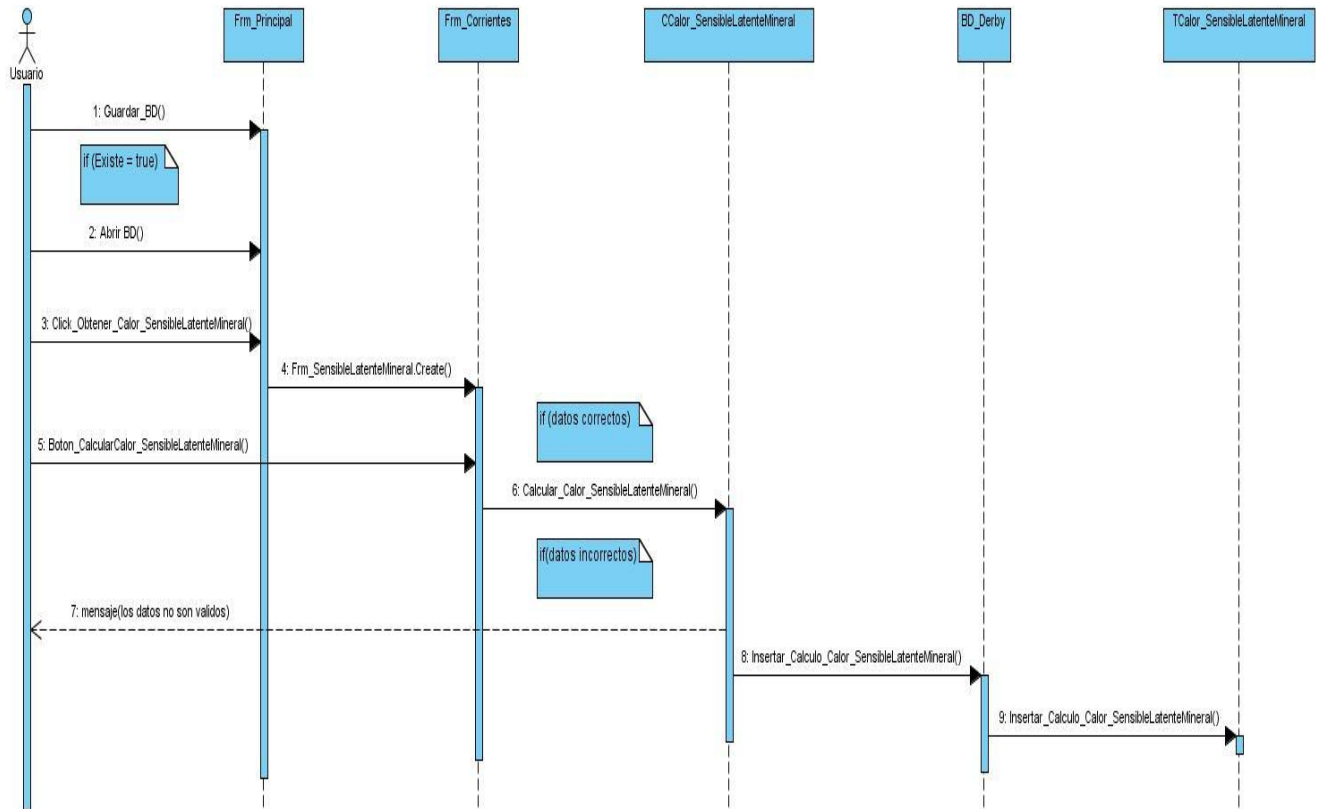 Frm_Principal
Frm_Corrientes
CCalor_SensibleLatenteMineral
BD_Derby
TCalor_SensibleLatenteMineral
Usuario
1: Guardar_BD()
if (Existe = true)
2: Abrir BD()
3: Click_Obtener_Calor_SensibleLatenteMineral()
4: Frm_SensibleLatenteMineral.Create()
if (datos correctos)
5: Boton_CalcularCalor_SensibleLatenteMineral()
6: Calcular_Calor_SensibleLatenteMineral()
if(datos incorrectos)
7: mensaje(los datos no son validos)
8: Insertar_Calculo_Calor_SensibleLatenteMineral()
9: Insertar_Calculo_Calor_SensibleLatenteMineral()